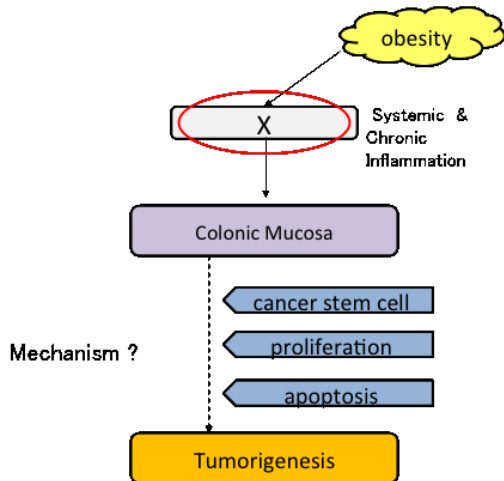 obesity
X
Systemic &
Chronic
Inflammation
Colonic Mucosa
cancer stem cell
proliferation
Mechanism ?
apoptosis
Tumorigenesis